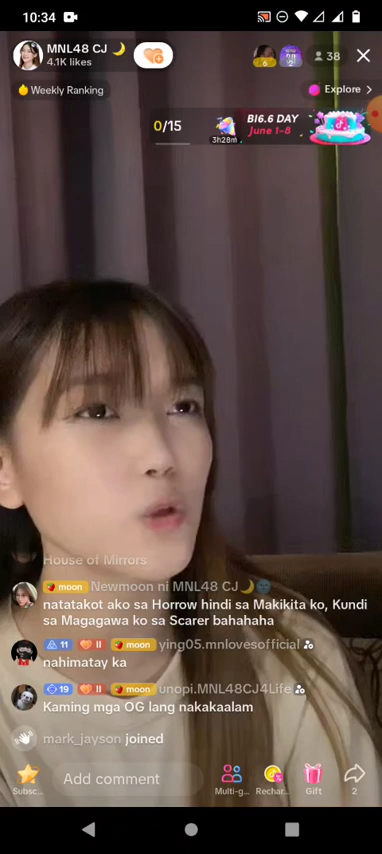 10:34
MNL48 CJ 🌙
4.1K likes
38
Weekly Ranking
Explore >
0/15
BI6.6 DAY
June 1-8
3h28m
House of Mirrors
moon Newmoon ni MNL48 CJ🌙🌚
natatakot ako sa Horrow hindi sa Makikita ko, Kundi
sa Magagawa ko sa Scarer bahahaha
11 II moon ying05.mnlovesofficial
nahimatay ka
19 II moon unopi.MNL48CJ4Life
Kaming mga OG lang nakakaalam
mark_jayson joined
Subsc...
Add comment
Multi-g...
Rechar...
Gift
2